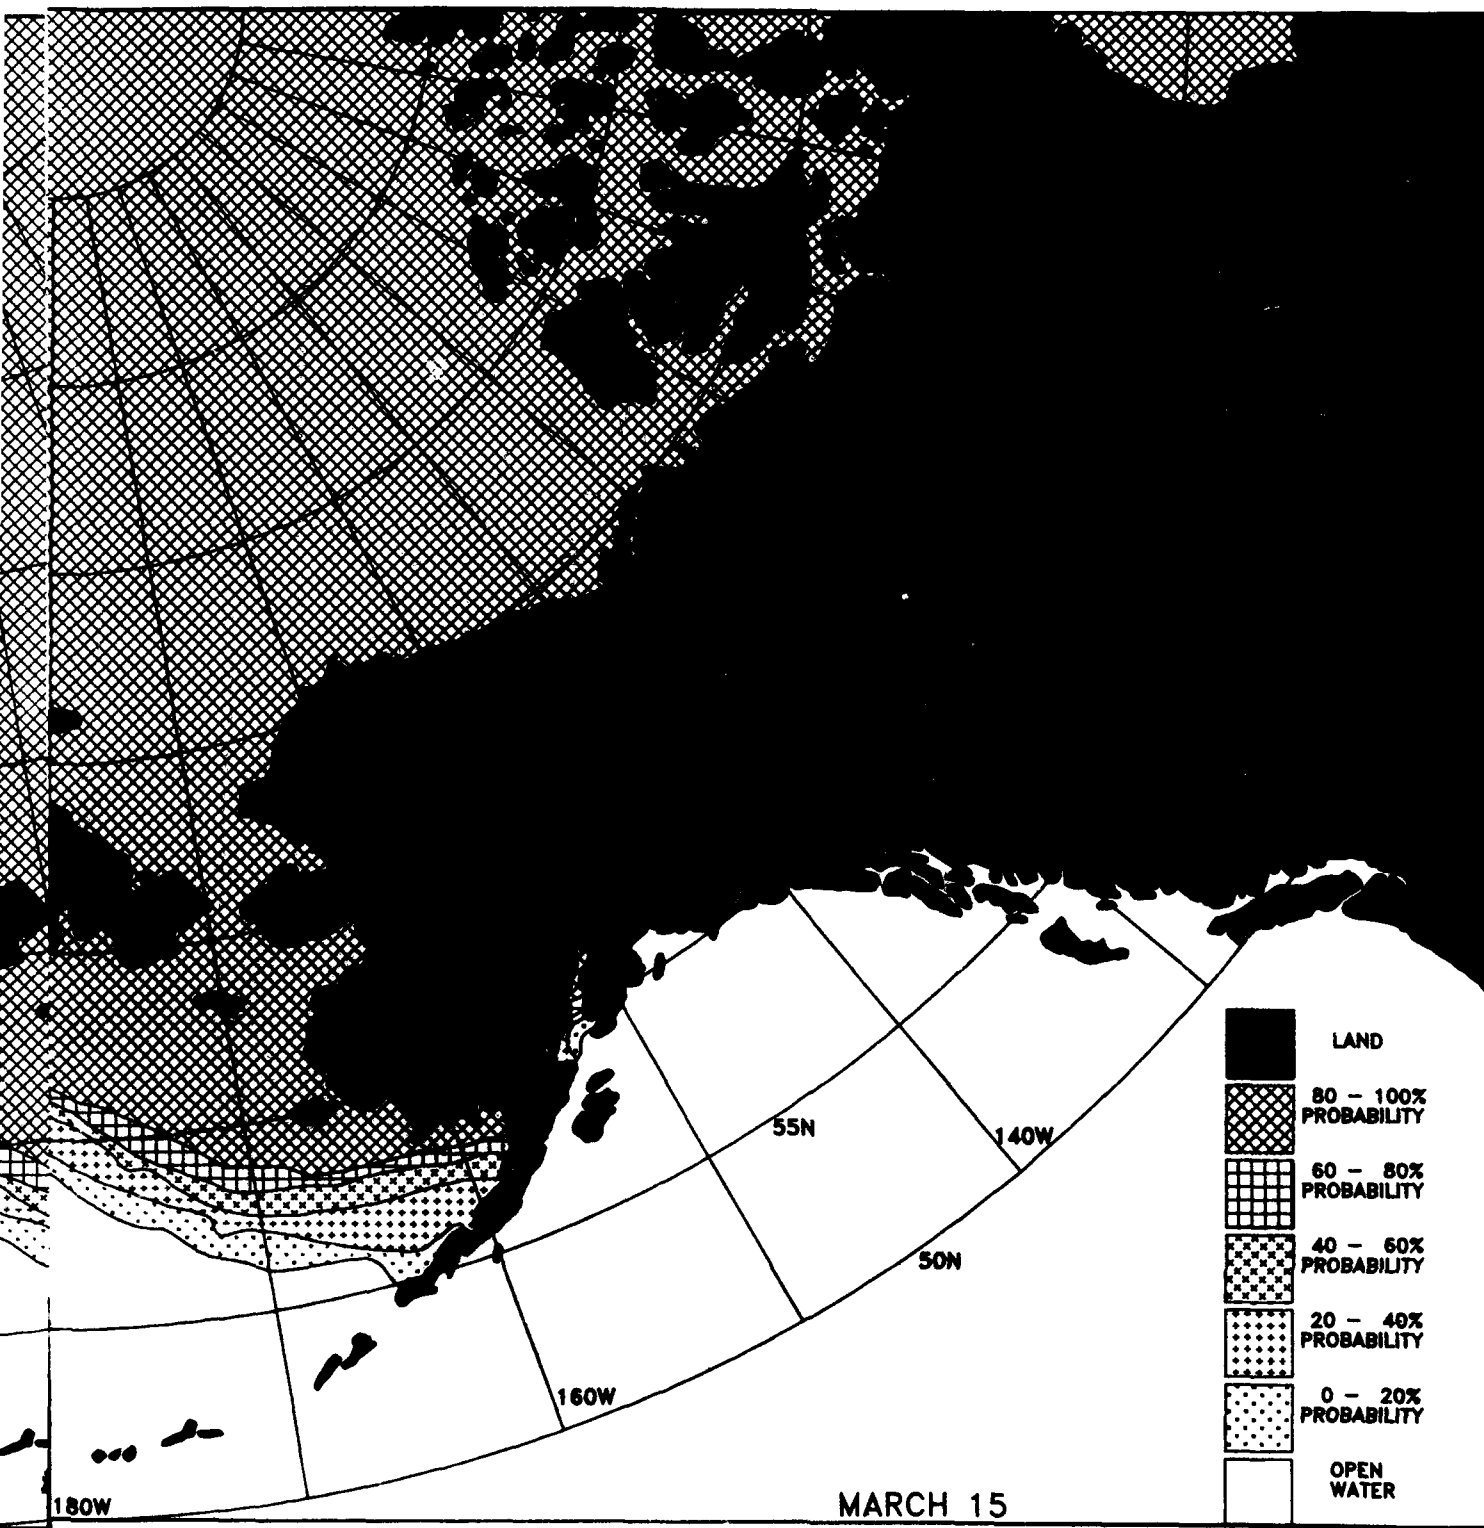 LAND
80 – 100%
PROBABILITY
60 – 80%
PROBABILITY
40 – 60%
PROBABILITY
20 – 40%
PROBABILITY
0 – 20%
PROBABILITY
OPEN
WATER
55N
140W
50N
160W
180W
MARCH 15